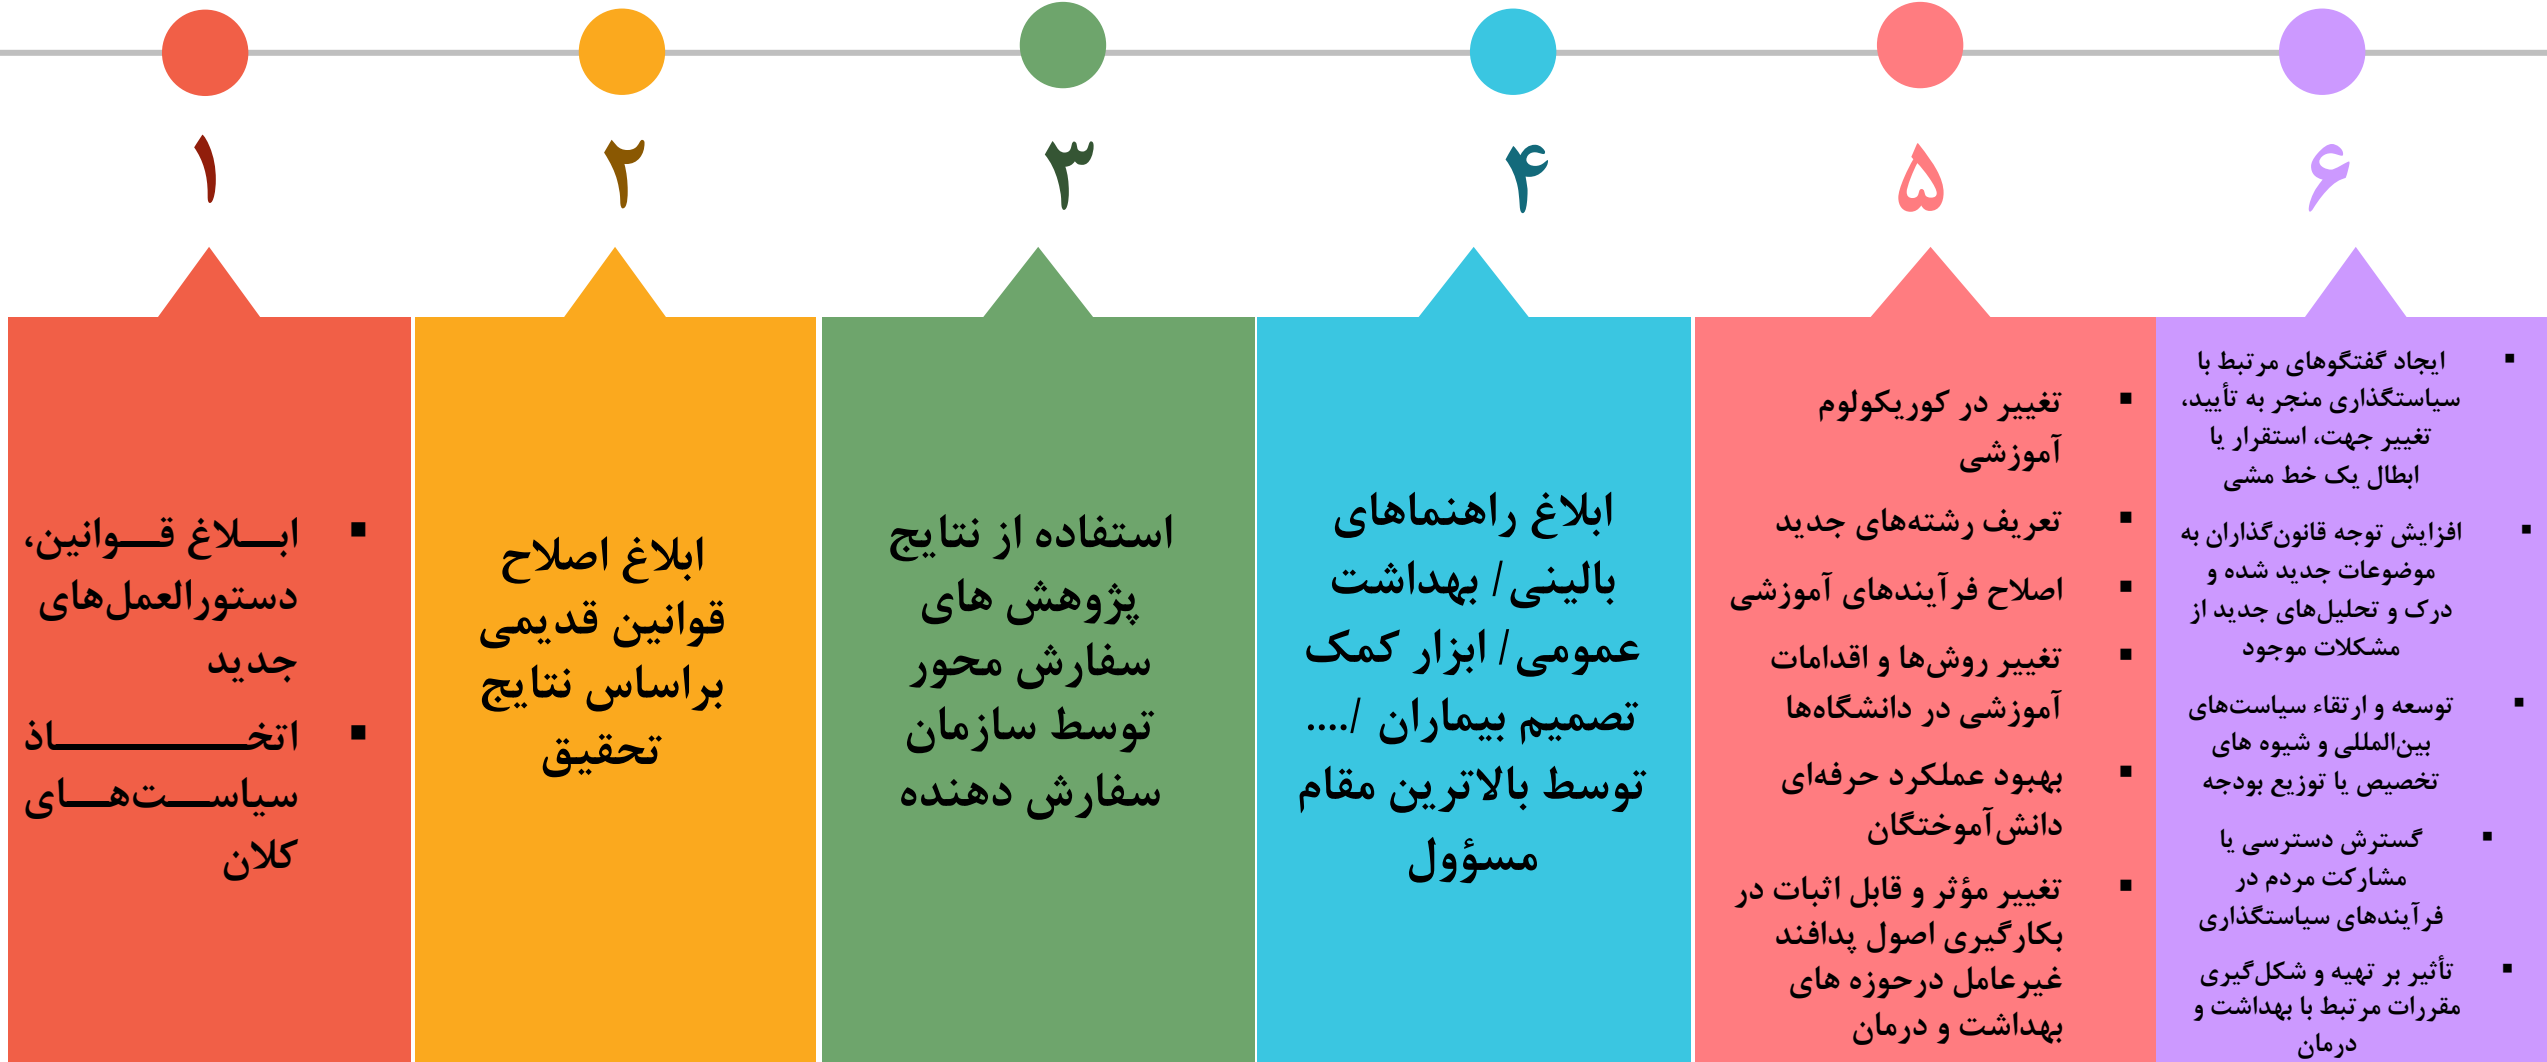 ۱
ابلاغ قوانین،
دستورالعمل‌های
جدید
اتخاذ
سیاست‌های
کلان
۲
ابلاغ اصلاح
قوانین قدیمی
براساس نتایج
تحقیق
۳
استفاده از نتایج
پژوهش های
سفارش محور
توسط سازمان
سفارش دهنده
۴
ابلاغ راهنماهای
بالینی/ بهداشت
عمومی/ ابزار کمک
تصمیم بیماران /....
توسط بالاترین مقام
مسؤول
۵
تغییر در کوریکولوم
آموزشی
تعریف رشته‌های جدید
اصلاح فرآیندهای آموزشی
تغییر روش‌ها و اقدامات
آموزشی در دانشگاه‌ها
بهبود عملکرد حرفه‌ای
دانش‌آموختگان
تغییر مؤثر و قابل اثبات در
بکارگیری اصول پدافند
غیرعامل درحوزه های
بهداشت و درمان
۶
ایجاد گفتگوهای مرتبط با
سیاستگذاری منجر به تأیید،
تغییر جهت، استقرار یا
ابطال یک خط مشی
افزایش توجه قانون‌گذاران به
موضوعات جدید شده و
درک و تحلیل‌های جدید از
مشکلات موجود
توسعه و ارتقاء سیاست‌های
بین‌المللی و شیوه های
تخصیص یا توزیع بودجه
گسترش دسترسی یا
مشارکت مردم در
فرآیندهای سیاستگذاری
تأثیر بر تهیه و شکل‌گیری
مقررات مرتبط با بهداشت و
درمان